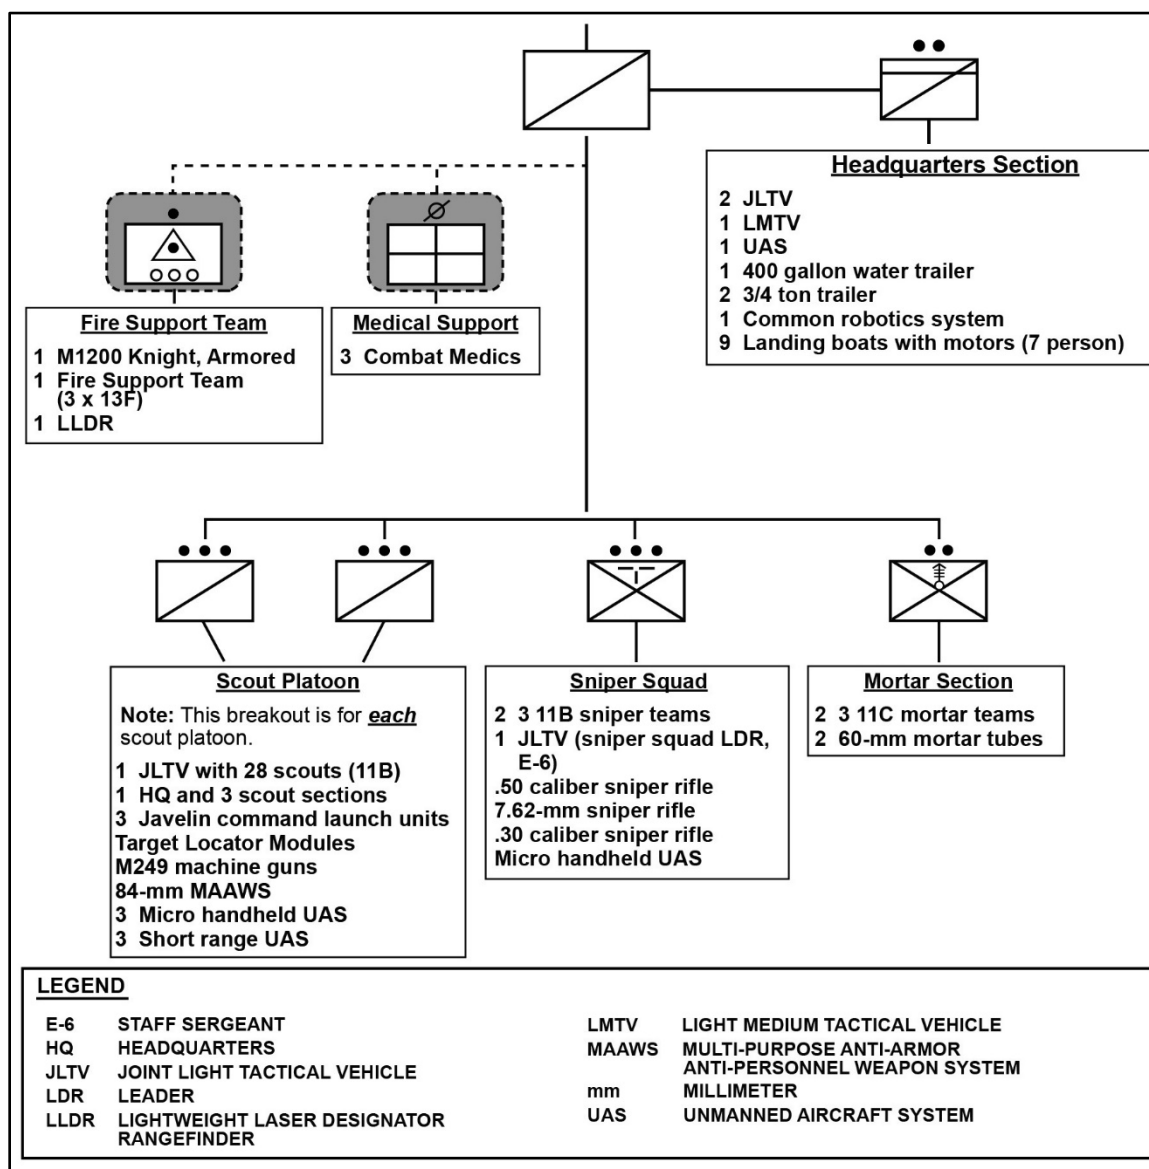 Headquarters Section
2 JLTV
1 LMTV
1 UAS
1 400 gallon water trailer
2 3/4 ton trailer
1 Common robotics system
9 Landing boats with motors (7 person)
Fire Support Team
1 M1200 Knight, Armored
1 Fire Support Team
(3 x 13F)
1 LLDR
Medical Support
3 Combat Medics
Scout Platoon
Note: This breakout is for each
scout platoon.
1 JLTV with 28 scouts (11B)
1 HQ and 3 scout sections
3 Javelin command launch units
Target Locator Modules
M249 machine guns
84-mm MAAWS
3 Micro handheld UAS
3 Short range UAS
Sniper Squad
2 3 11B sniper teams
1 JLTV (sniper squad LDR,
E-6)
.50 caliber sniper rifle
7.62-mm sniper rifle
.30 caliber sniper rifle
Micro handheld UAS
Mortar Section
2 3 11C mortar teams
2 60-mm mortar tubes
LEGEND
E-6 STAFF SERGEANT
HQ HEADQUARTERS
JLTV JOINT LIGHT TACTICAL VEHICLE
LDR LEADER
LLDR LIGHTWEIGHT LASER DESIGNATOR
RANGEFINDER
LMTV LIGHT MEDIUM TACTICAL VEHICLE
MAAWS MULTI-PURPOSE ANTI-ARMOR
ANTI-PERSONNEL WEAPON SYSTEM
mm MILLIMETER
UAS UNMANNED AIRCRAFT SYSTEM